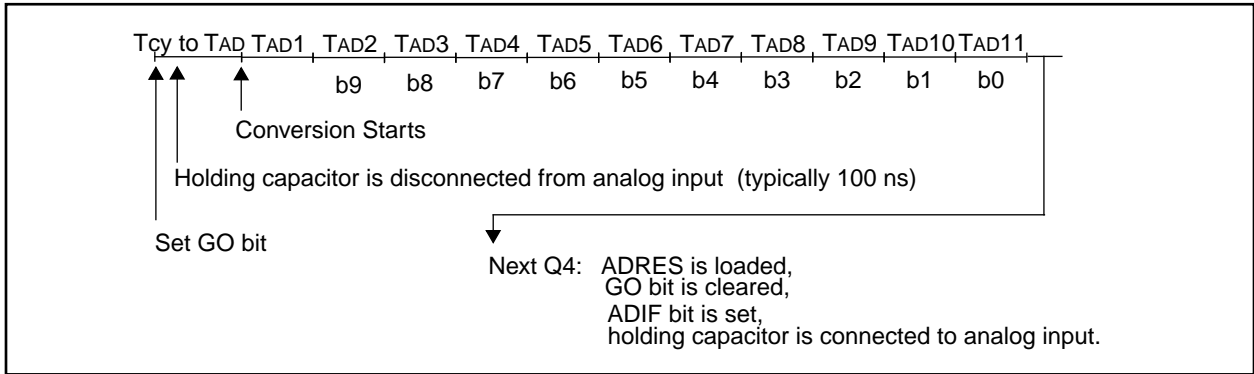 Tcy to TAD TAD1 TAD2 TAD3 TAD4 TAD5 TAD6 TAD7 TAD8 TAD9 TAD10 TAD11
b9 b8 b7 b6 b5 b4 b3 b2 b1 b0
Conversion Starts
Holding capacitor is disconnected from analog input (typically 100 ns)
Set GO bit
Next Q4: ADRES is loaded,
GO bit is cleared,
ADIF bit is set,
holding capacitor is connected to analog input.